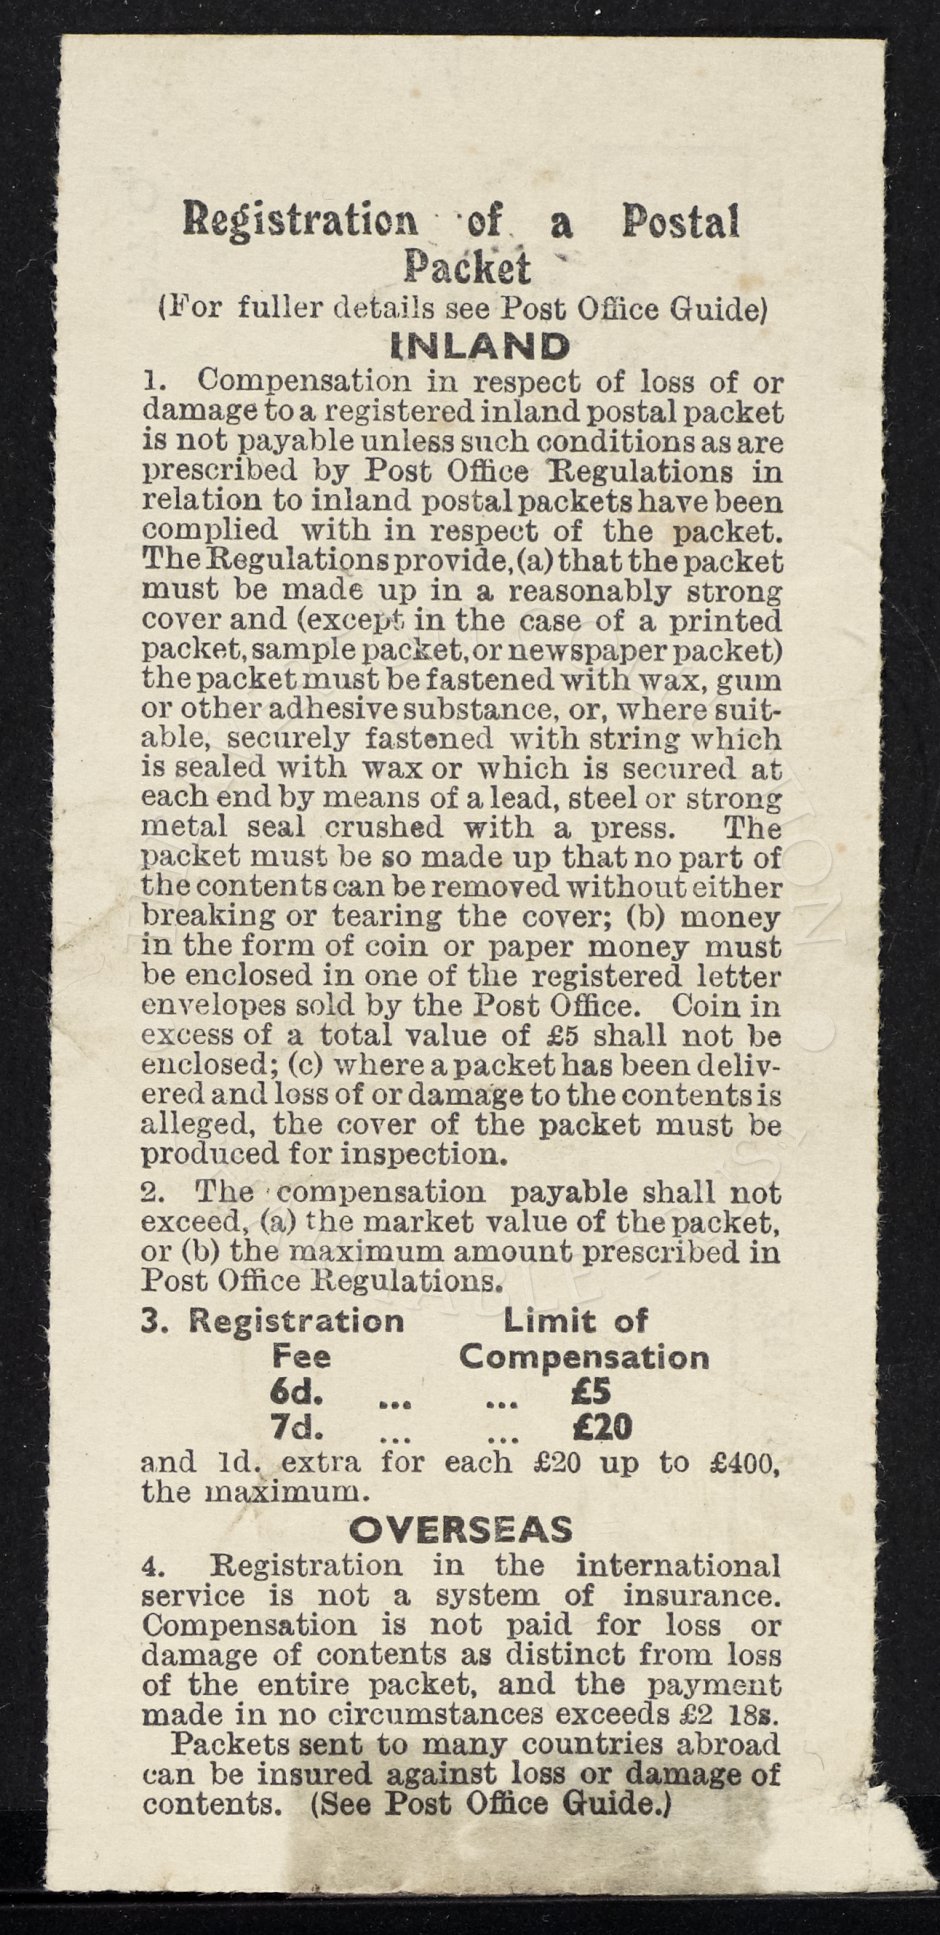 Registration of a Postal
Packet
(For fuller details see Post Office Guide)
INLAND
1. Compensation in respect of loss of or
damage to a registered inland postal packet
is not payable unless such conditions as are
prescribed by Post Office Regulations in
relation to inland postal packets have been
complied with in respect of the packet.
The Regulations provide, (a) that the packet
must be made up in a reasonably strong
cover and (except in the case of a printed
packet, sample packet, or newspaper packet)
the packet must be fastened with wax, gum
or other adhesive substance, or, where suit-
able, securely fastened with string which
is sealed with wax or which is secured at
each end by means of a lead, steel or strong
metal seal crushed with a press. The
packet must be so made up that no part of
the contents can be removed without either
breaking or tearing the cover; (b) money
in the form of coin or paper money must
be enclosed in one of the registered letter
envelopes sold by the Post Office. Coin in
excess of a total value of £5 shall not be
enclosed; (c) where a packet has been deliv-
ered and loss of or damage to the contents is
alleged, the cover of the packet must be
produced for inspection.
2. The compensation payable shall not
exceed, (a) the market value of the packet,
or (b) the maximum amount prescribed in
Post Office Regulations.
3. Registration Limit of
Fee Compensation
6d. ... ... £5
7d. ... ... £20
and 1d. extra for each £20 up to £400,
the maximum.
OVERSEAS
4. Registration in the international
service is not a system of insurance.
Compensation is not paid for loss or
damage of contents as distinct from loss
of the entire packet, and the payment
made in no circumstances exceeds £2 18s.
Packets sent to many countries abroad
can be insured against loss or damage of
contents. (See Post Office Guide.)